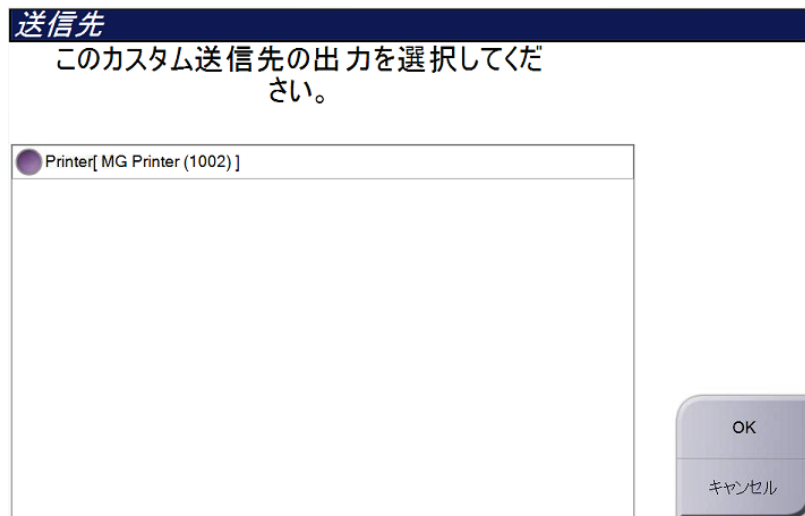 送信先
このカスタム送信先の出力を選択してくだ
さい。
Printer[ MG Printer (1002) ]
OK
キャンセル